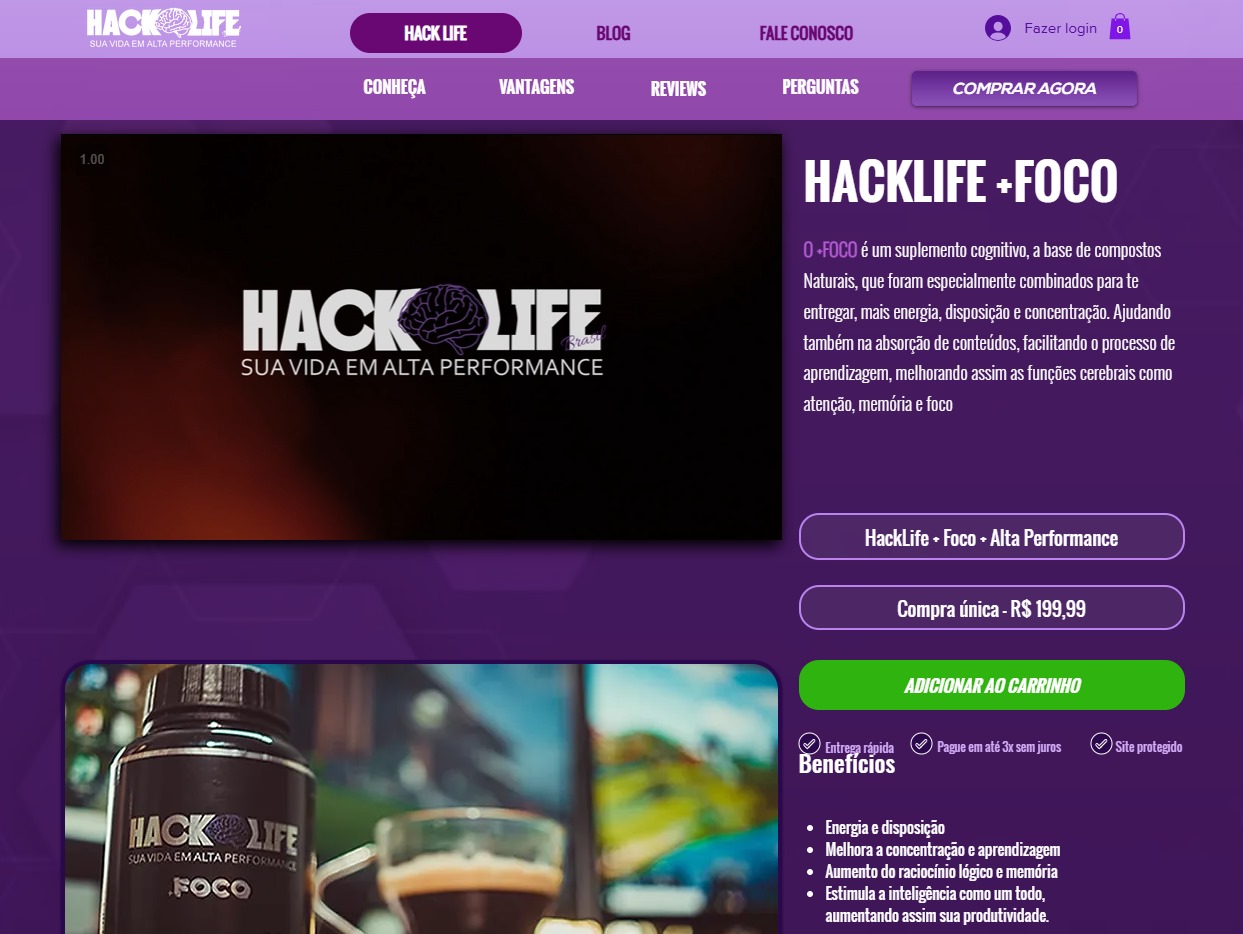 HACK LIFE
SUA VIDA EM ALTA PERFORMANCE
HACK LIFE
BLOG
FALE CONOSCO
Fazer login
0
CONHEÇA
VANTAGENS
REVIEWS
PERGUNTAS
COMPRAR AGORA
1.00
HACK LIFE
Brasil
SUA VIDA EM ALTA PERFORMANCE
HACKLIFE +FOCO
O +FOCO é um suplemento cognitivo, a base de compostos
Naturais, que foram especialmente combinados para te
entregar, mais energia, disposição e concentração. Ajudando
também na absorção de conteúdos, facilitando o processo de
aprendizagem, melhorando assim as funções cerebrais como
atenção, memória e foco
HackLife + Foco + Alta Performance
Compra única - R$ 199,99
ADICIONAR AO CARRINHO
Entrega rápida
Pague em até 3x sem juros
Site protegido
Benefícios
Energia e disposição
Melhora a concentração e aprendizagem
Aumento do raciocínio lógico e memória
Estimula a inteligência como um todo,
aumentando assim sua produtividade.
HACK LIFE
SUA VIDA EM ALTA PERFORMANCE
+FOCO